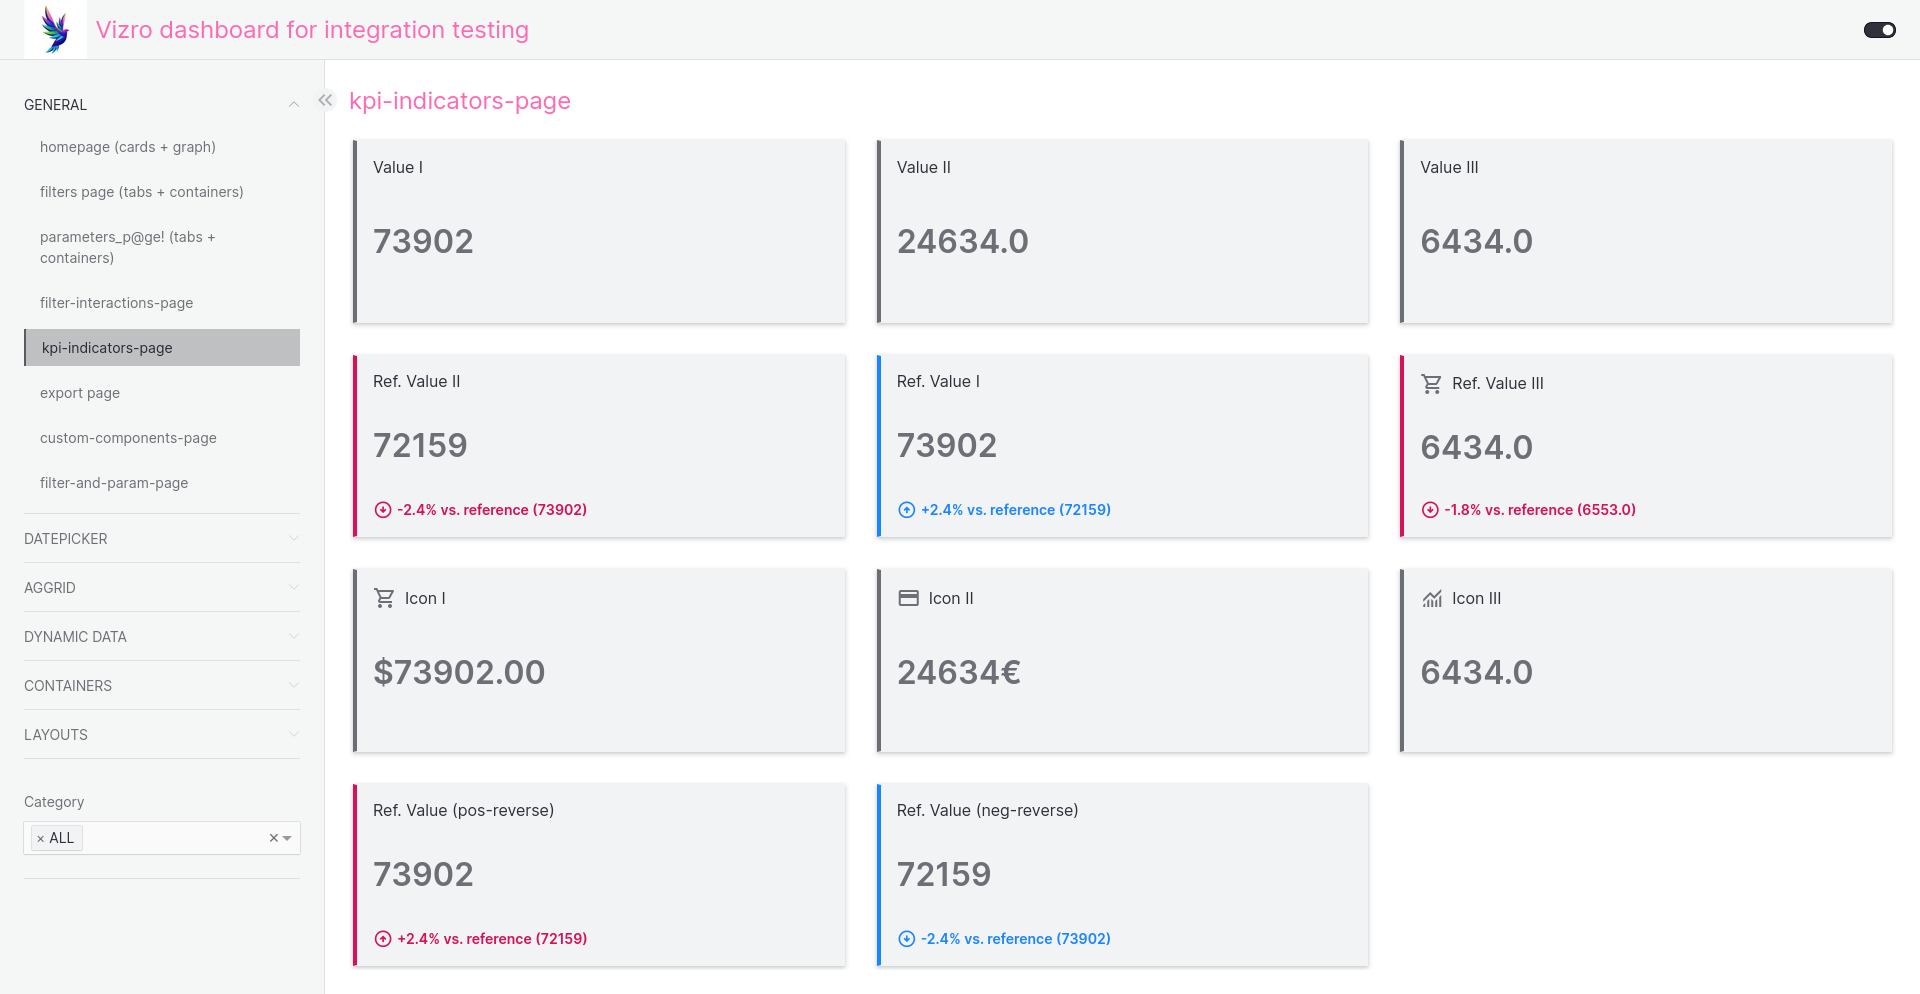 Vizro dashboard for integration testing
GENERAL
homepage (cards + graph)
filters page (tabs + containers)
parameters_p@ge! (tabs +
containers)
filter-interactions-page
kpi-indicators-page
export page
custom-components-page
filter-and-param-page
DATEPICKER
AGGRID
DYNAMIC DATA
CONTAINERS
LAYOUTS
Category
× ALL ×
kpi-indicators-page
Value I
73902
Value II
24634.0
Value III
6434.0
Ref. Value II
72159
-2.4% vs. reference (73902)
Ref. Value I
73902
+2.4% vs. reference (72159)
Ref. Value III
6434.0
-1.8% vs. reference (6553.0)
Icon I
$73902.00
Icon II
24634€
Icon III
6434.0
Ref. Value (pos-reverse)
73902
+2.4% vs. reference (72159)
Ref. Value (neg-reverse)
72159
-2.4% vs. reference (73902)